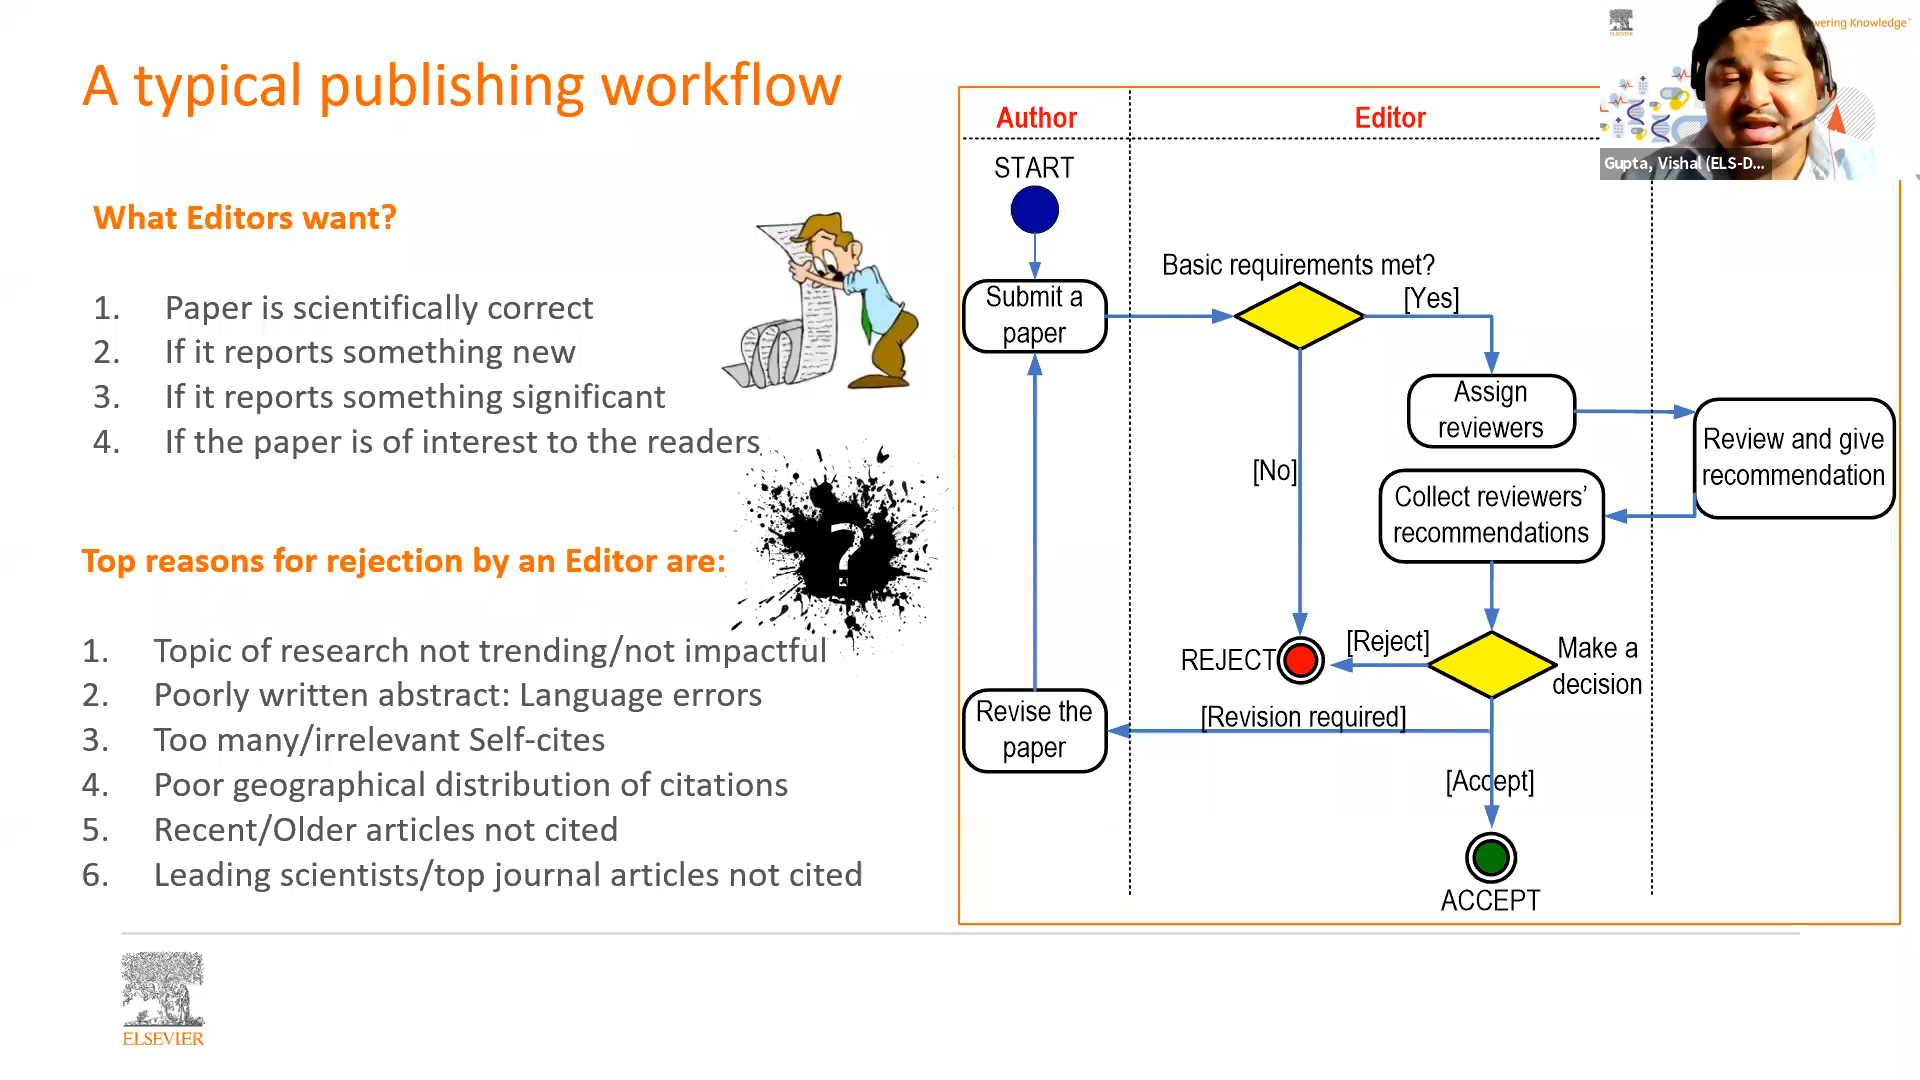 A typical publishing workflow
What Editors want?
1. Paper is scientifically correct
2. If it reports something new
3. If it reports something significant
4. If the paper is of interest to the readers
Top reasons for rejection by an Editor are:
1. Topic of research not trending/not impactful
2. Poorly written abstract: Language errors
3. Too many/irrelevant Self-cites
4. Poor geographical distribution of citations
5. Recent/Older articles not cited
6. Leading scientists/top journal articles not cited
?
Author
Editor
START
Submit a
paper
Basic requirements met?
[Yes]
[No]
Assign
reviewers
Review and give
recommendation
Collect reviewers’
recommendations
Make a
decision
[Reject]
REJECT
[Revision required]
Revise the
paper
[Accept]
ACCEPT
ELSEVIER
ELSEVIER
Knowledge™
Gupta, Vishal (ELS-D...